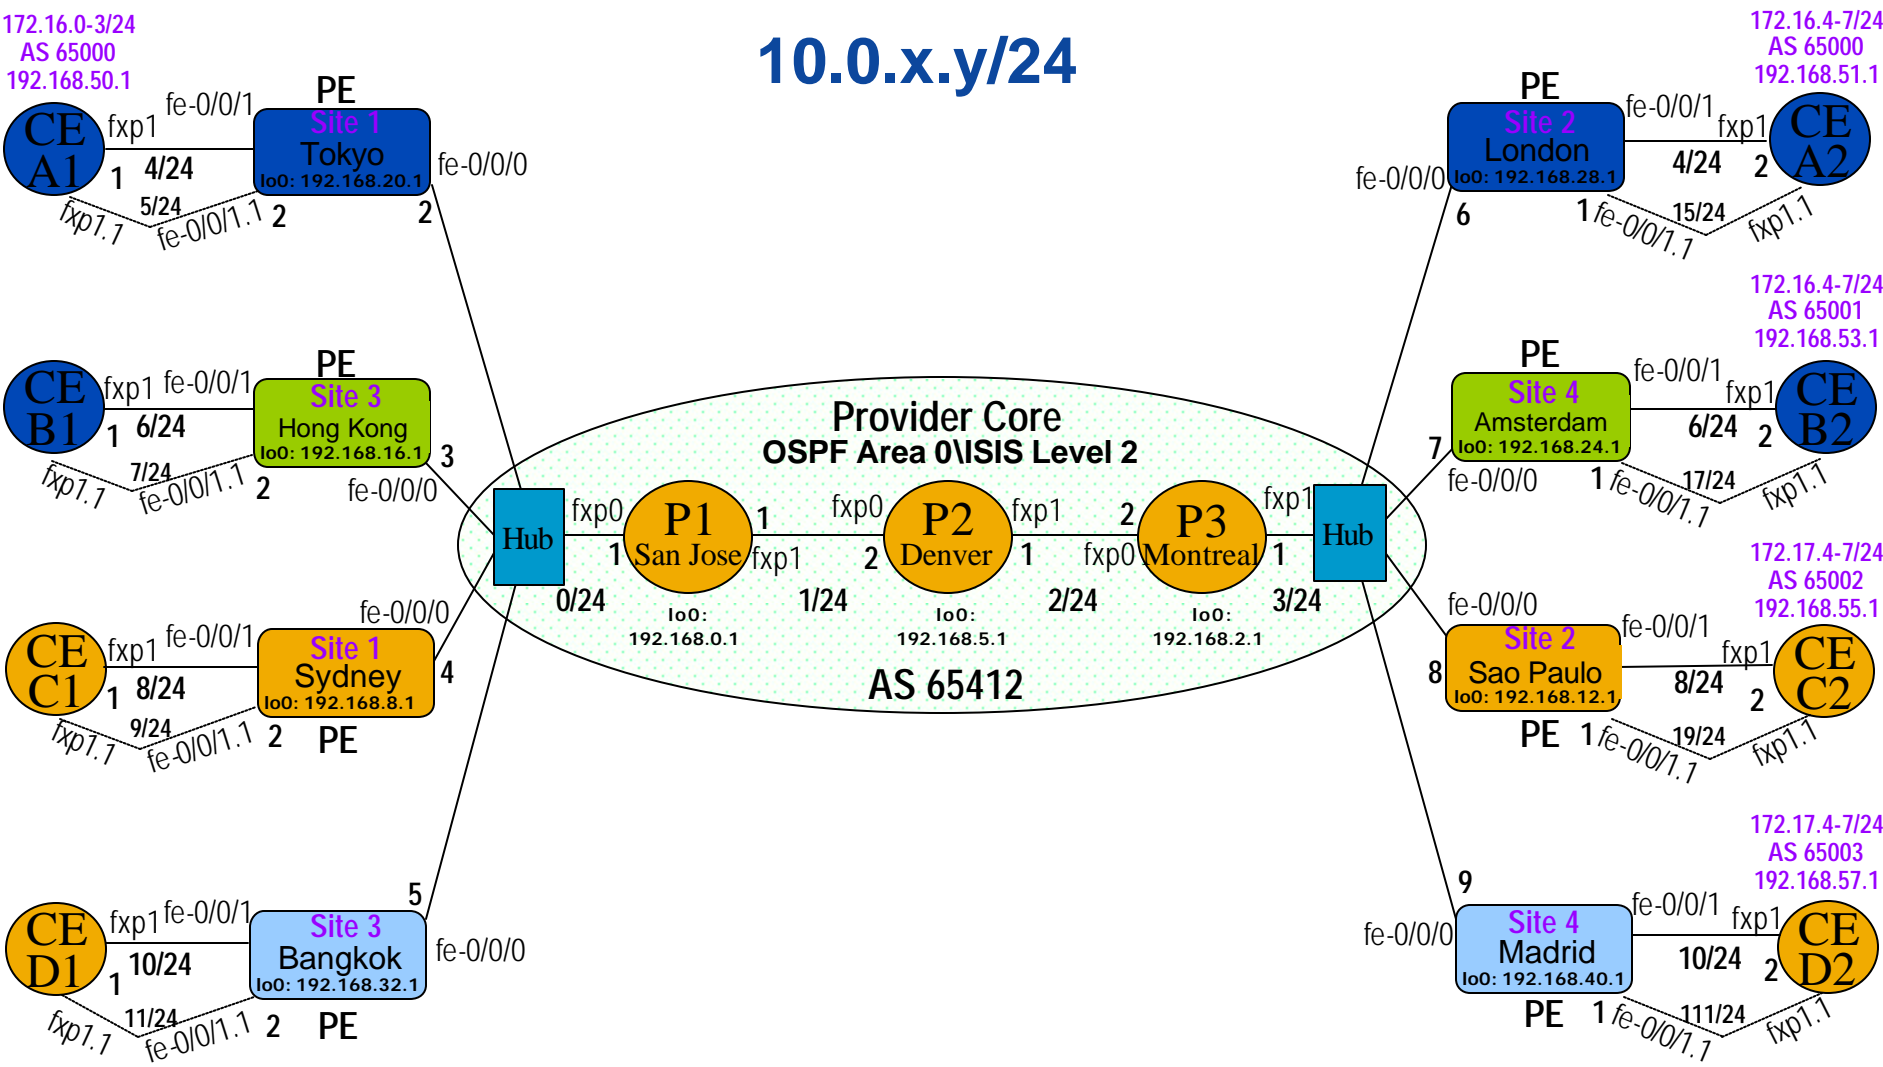 10.0.x.y/24
172.16.0-3/24
AS 65000
192.168.50.1
CE
A1
fxp1
fe-0/0/1
1
4/24
5/24
fxp1.1
fe-0/0/1.1
2
PE
Site 1
Tokyo
lo0: 192.168.20.1
fe-0/0/0
2
CE
B1
fxp1
fe-0/0/1
1
6/24
7/24
fxp1.1
fe-0/0/1.1
2
PE
Site 3
Hong Kong
lo0: 192.168.16.1
3
fe-0/0/0
CE
C1
fxp1
fe-0/0/1
1
8/24
9/24
fxp1.1
fe-0/0/1.1
2
PE
Site 1
Sydney
lo0: 192.168.8.1
fe-0/0/0
4
CE
D1
fxp1
fe-0/0/1
1
10/24
11/24
fxp1.1
fe-0/0/1.1
2
PE
Site 3
Bangkok
lo0: 192.168.32.1
5
fe-0/0/0
Provider Core
OSPF Area 0\ISIS Level 2
Hub
fxp0
1
0/24
P1
San Jose
lo0:
192.168.0.1
1
fxp1
1/24
fxp0
2
P2
Denver
lo0:
192.168.5.1
fxp1
1
2/24
2
fxp0
P3
Montreal
lo0:
192.168.2.1
fxp1
1
3/24
Hub
AS 65412
172.16.4-7/24
AS 65000
192.168.51.1
PE
Site 2
London
lo0: 192.168.28.1
fe-0/0/0
6
fe-0/0/1
fxp1
4/24
2
CE
A2
1
fe-0/0/1.1
15/24
fxp1.1
172.16.4-7/24
AS 65001
192.168.53.1
PE
Site 4
Amsterdam
lo0: 192.168.24.1
7
fe-0/0/0
fe-0/0/1
fxp1
6/24
2
CE
B2
1
fe-0/0/1.1
17/24
fxp1.1
172.17.4-7/24
AS 65002
192.168.55.1
fe-0/0/0
8
Site 2
Sao Paulo
lo0: 192.168.12.1
PE
fe-0/0/1
fxp1
8/24
2
CE
C2
1
fe-0/0/1.1
19/24
fxp1.1
172.17.4-7/24
AS 65003
192.168.57.1
9
fe-0/0/0
Site 4
Madrid
lo0: 192.168.40.1
PE
fe-0/0/1
fxp1
10/24
2
CE
D2
1
fe-0/0/1.1
111/24
fxp1.1